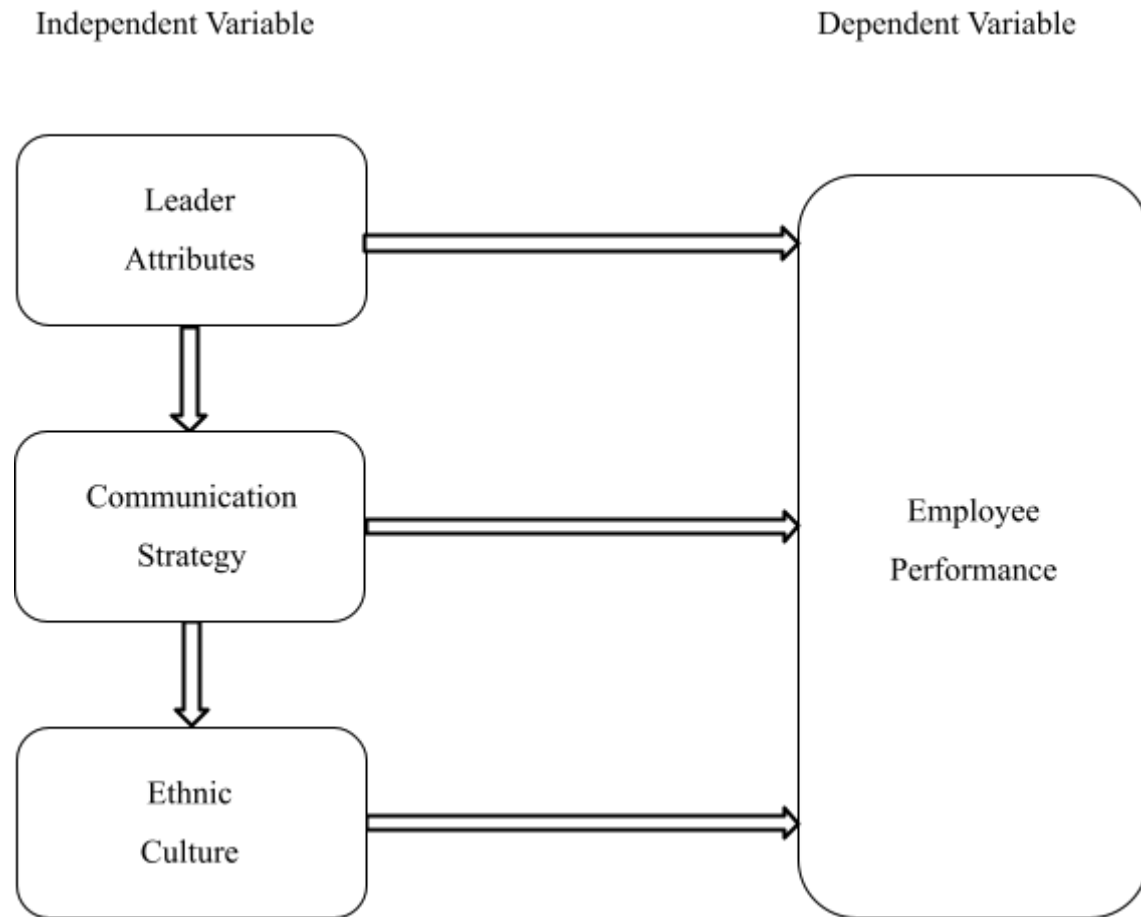 Independent Variable
Dependent Variable
Leader
Attributes
Communication
Strategy
Employee
Performance
Ethnic
Culture